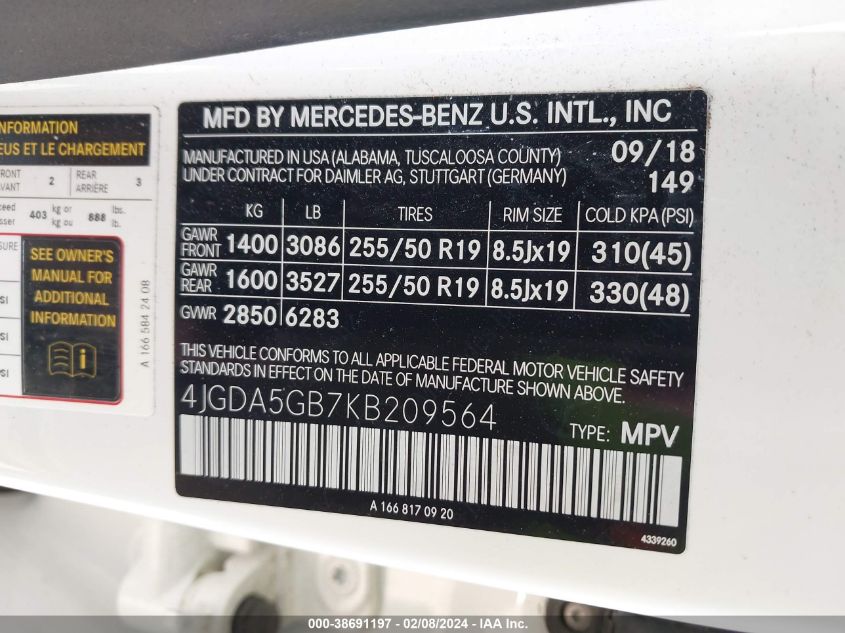 NFORMATION
EUS ET LE CHARGEMENT
FRONT 2 REAR 3
AVANT ARRIÈRE
403 kg or 888 lbs.
kg ou lb.
SEE OWNER'S
MANUAL FOR
ADDITIONAL
INFORMATION
A 166 584 24 08
MFD BY MERCEDES-BENZ U.S. INTL., INC
MANUFACTURED IN USA (ALABAMA, TUSCALOOSA COUNTY) 09/18
UNDER CONTRACT FOR DAIMLER AG, STUTTGART (GERMANY) 149
KG LB TIRES RIM SIZE COLD KPA (PSI)
GAWR FRONT 1400 3086 255/50 R19 8.5Jx19 310(45)
GAWR REAR 1600 3527 255/50 R19 8.5Jx19 330(48)
GVWR 2850 6283
THIS VEHICLE CONFORMS TO ALL APPLICABLE FEDERAL MOTOR VEHICLE SAFETY
STANDARDS IN EFFECT ON THE DATE OF MANUFACTURE SHOWN ABOVE.
4JGDA5GB7KB209564
TYPE: MPV
A 166 817 09 20
4339260
000-38691197 - 02/08/2024 - IAA Inc.